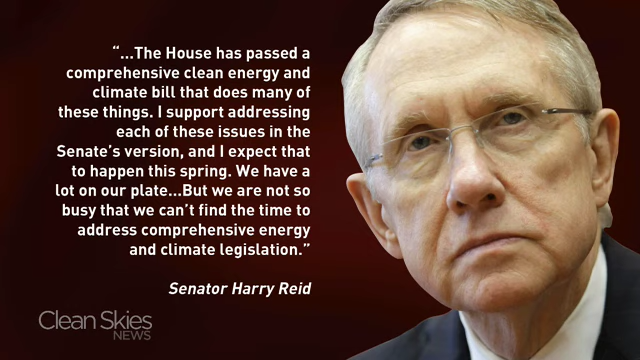 “...The House has passed a
comprehensive clean energy and
climate bill that does many of
these things. I support addressing
each of these issues in the
Senate’s version, and I expect that
to happen this spring. We have a
lot on our plate...But we are not so
busy that we can’t find the time to
address comprehensive energy
and climate legislation.”
Senator Harry Reid
Clean Skies
NEWS